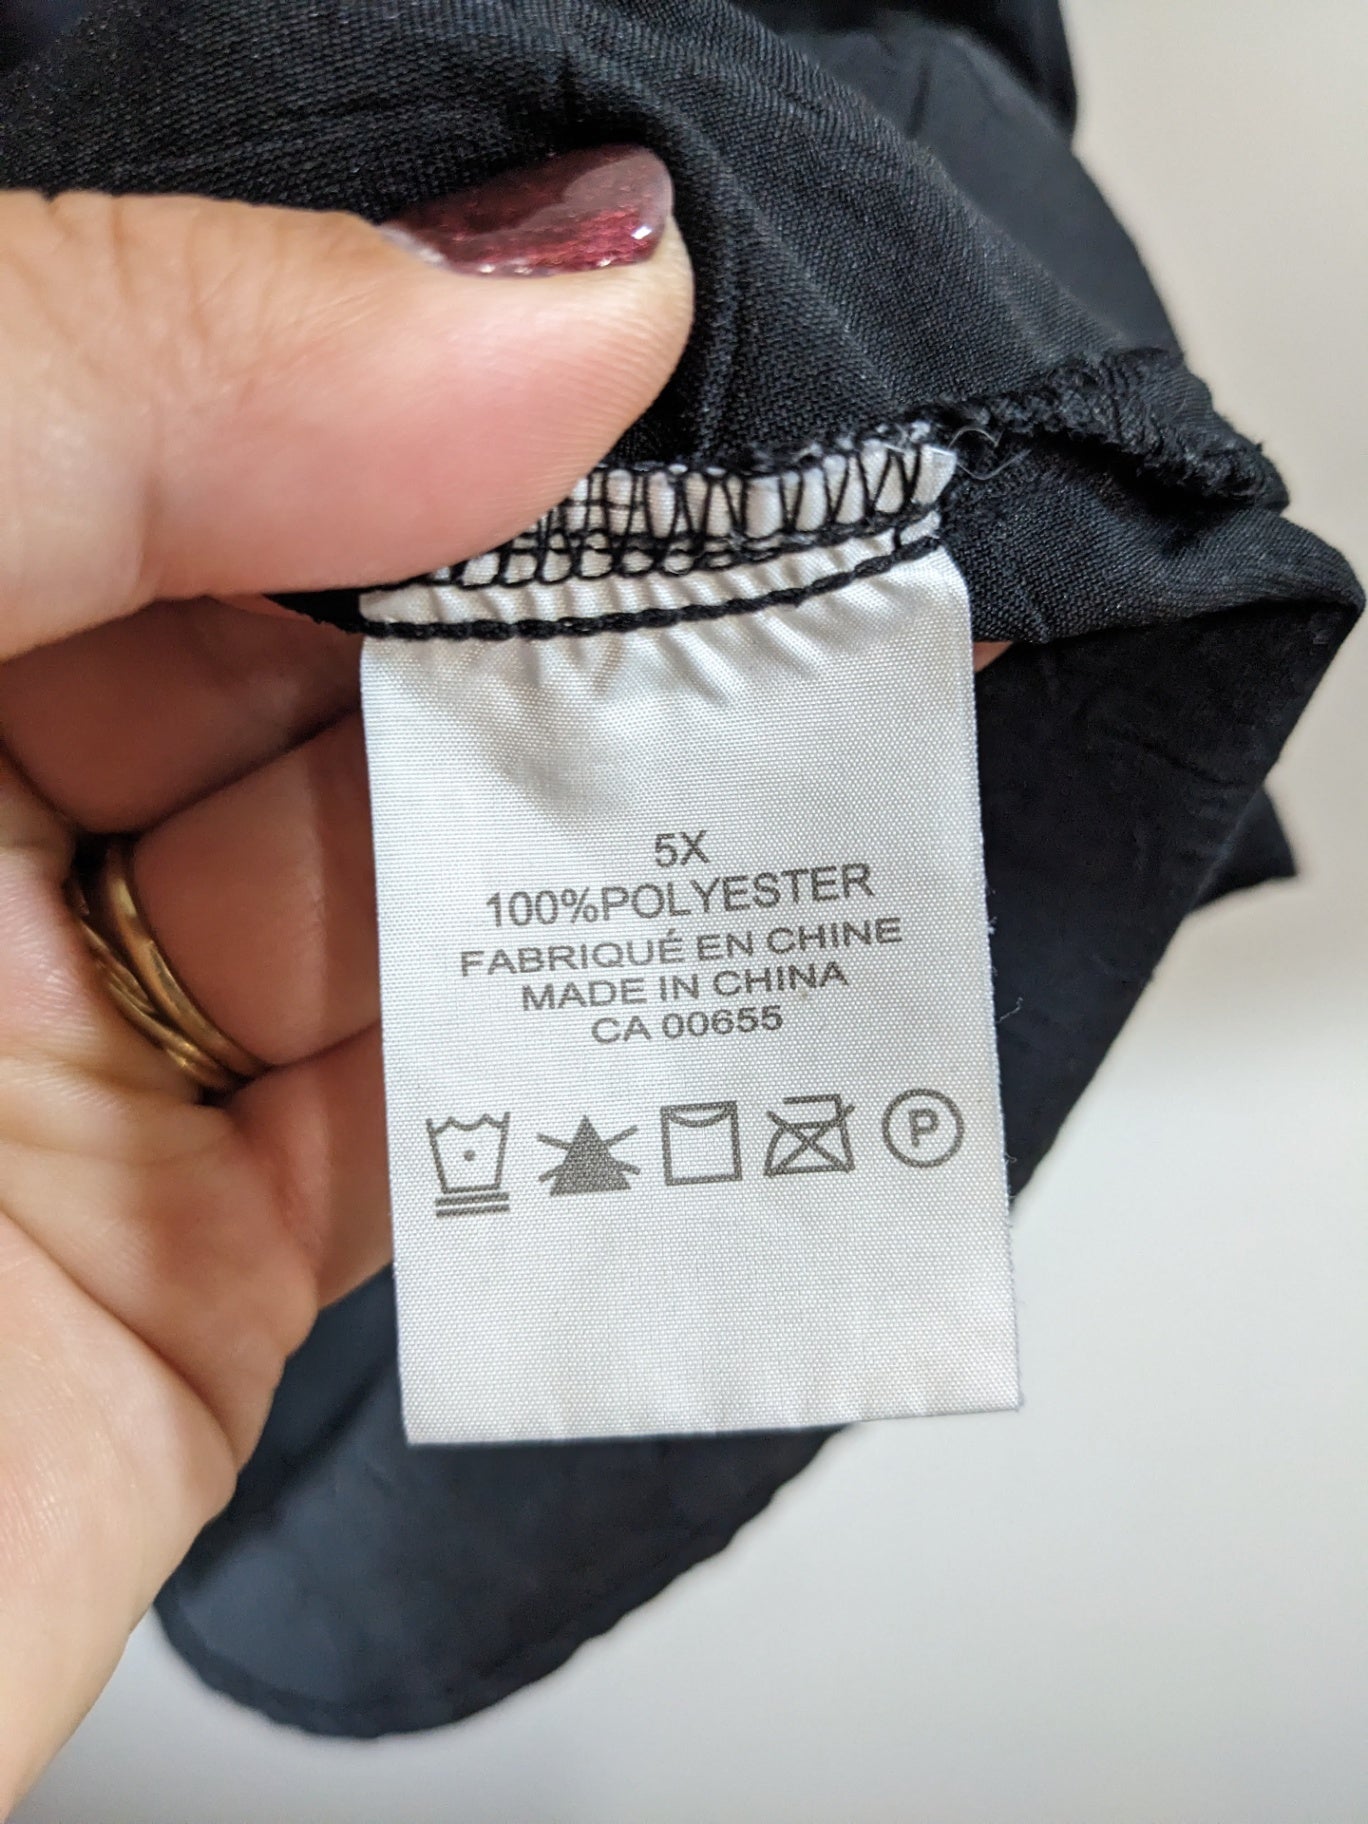 5X
100%POLYESTER
FABRIQUÉ EN CHINE
MADE IN CHINA
CA 00655
P